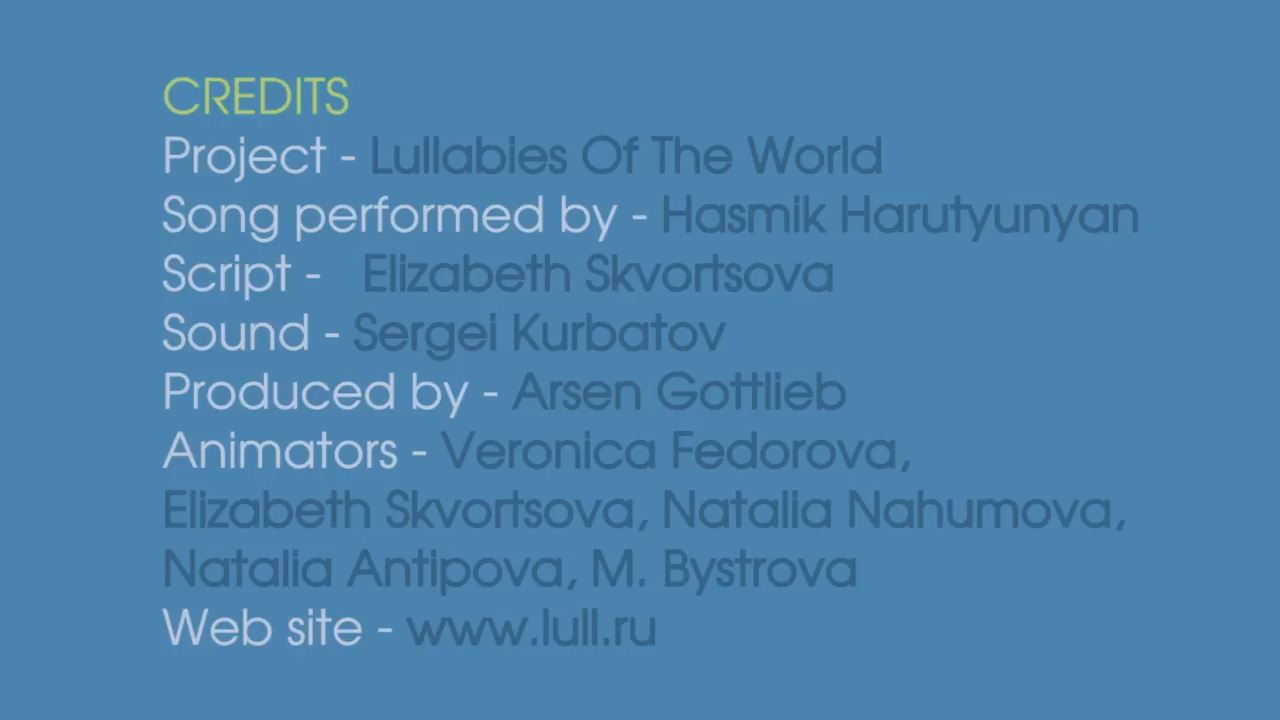 CREDITS
Project - Lullabies Of The World
Song performed by - Hasmik Harutyunyan
Script - Elizabeth Skvortsova
Sound - Sergei Kurbatov
Produced by - Arsen Gottlieb
Animators - Veronica Fedorova,
Elizabeth Skvortsova, Natalia Nahumova,
Natalia Antipova, M. Bystrova
Web site - www.lull.ru